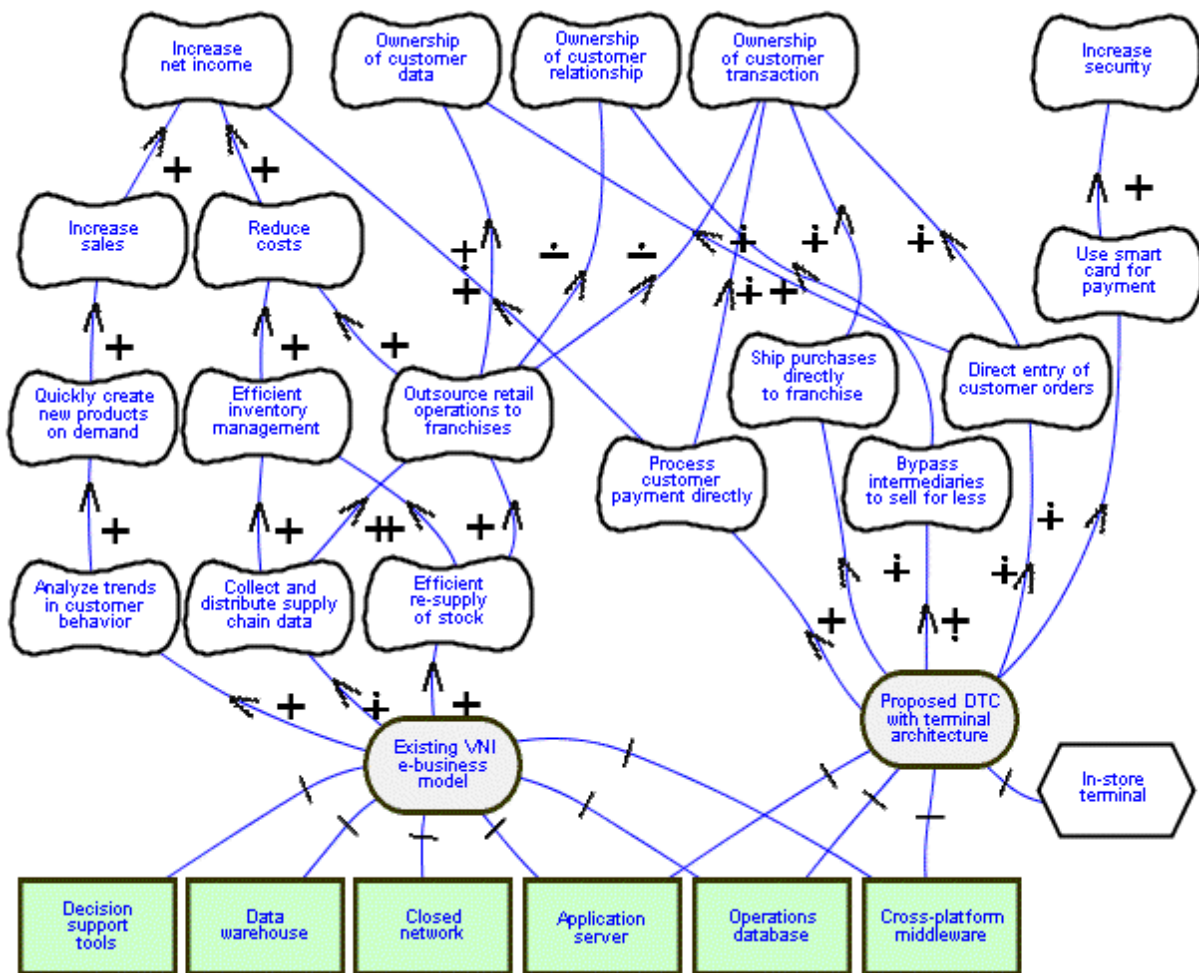 Increase
net income
Ownership
of customer
data
Ownership
of customer
relationship
Ownership
of customer
transaction
Increase
security
Increase
sales
Reduce
costs
Use smart
card for
payment
Quickly create
new products
on demand
Efficient
inventory
management
Outsource retail
operations to
franchises
Ship purchases
directly
to franchise
Direct entry of
customer orders
Process
customer
payment directly
Bypass
intermediaries
to sell for less
Analyze trends
in customer
behavior
Collect and
distribute supply
chain data
Efficient
re-supply
of stock
Existing VNI
e-business
model
Proposed DTC
with terminal
architecture
In-store
terminal
Decision
support
tools
Data
warehouse
Closed
network
Application
server
Operations
database
Cross-platform
middleware